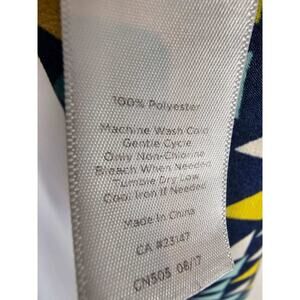 100% Polyester
Machine Wash Cold
Gentle Cycle
Only Non-Chlorine
Bleach When Needed
Tumble Dry Low
Cool Iron If Needed
Made In China
CA #23147
CN503 08/17